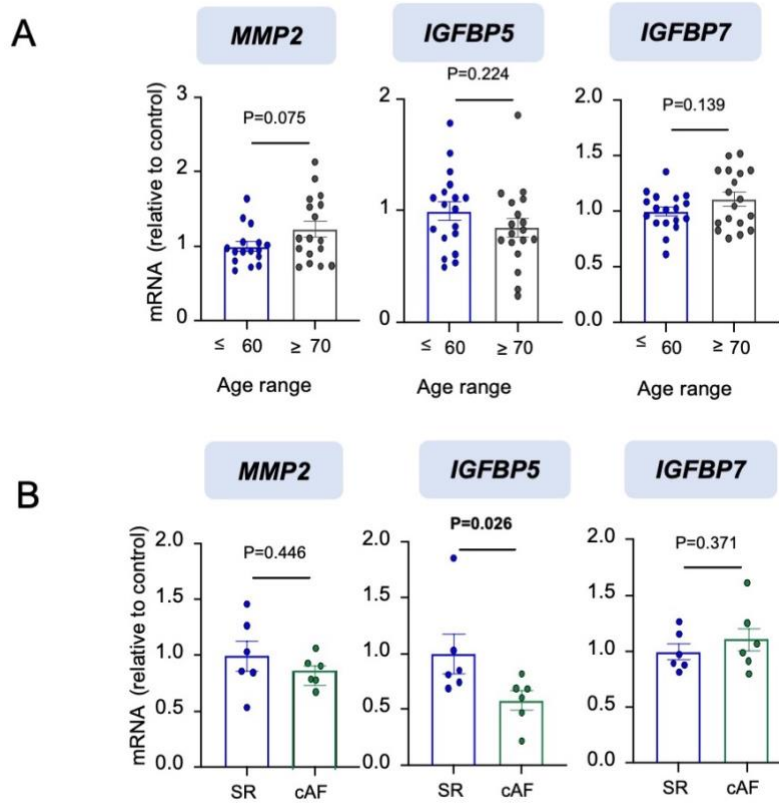 A
MMP2
IGFBP5
IGFBP7
mRNA (relative to control)
P=0.075
3
2
1
0
≤ 60
≥ 70
Age range
P=0.224
2
1
0
≤ 60
≥ 70
Age range
P=0.139
2.0
1.5
1.0
0.5
0.0
≤ 60
≥ 70
Age range
B
MMP2
IGFBP5
IGFBP7
mRNA (relative to control)
P=0.446
2.0
1.5
1.0
0.5
0.0
SR
cAF
P=0.026
2.0
1.5
1.0
0.5
0.0
SR
cAF
P=0.371
2.0
1.5
1.0
0.5
0.0
SR
cAF